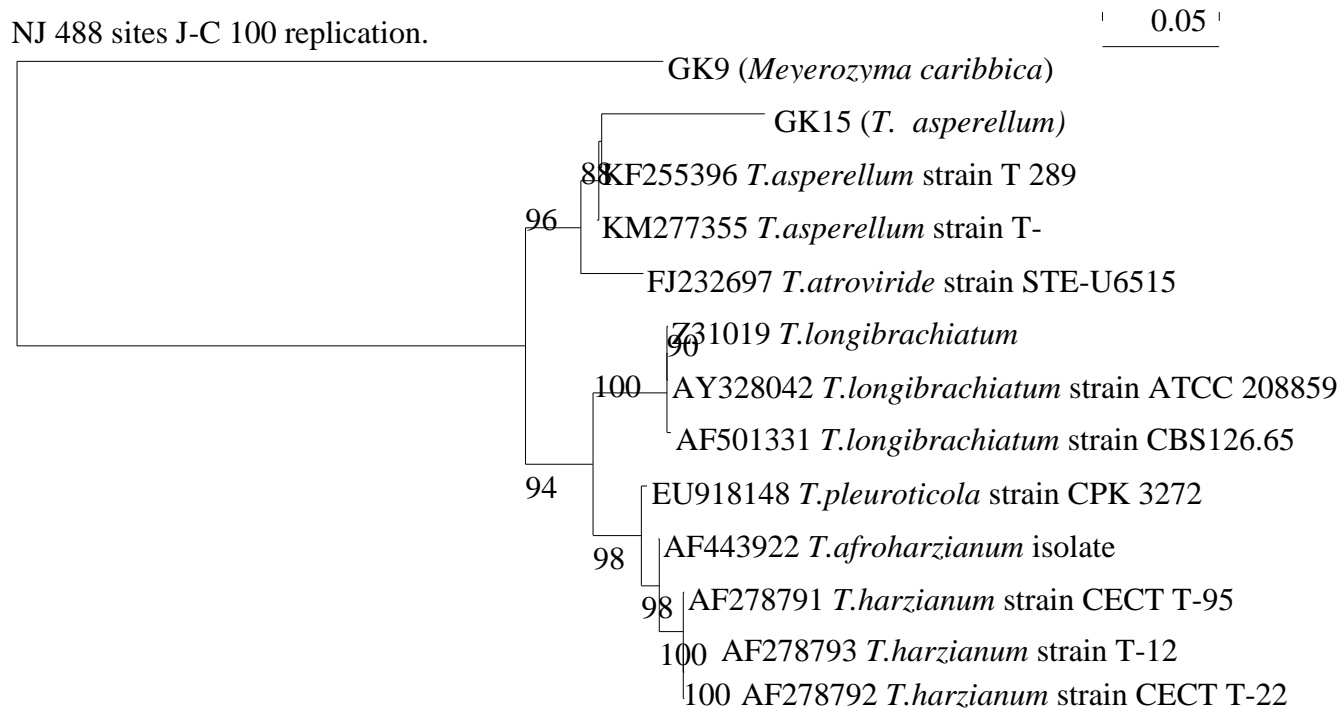 0.05
NJ 488 sites J-C 100 replication.
GK9 (Meyerozyma caribbica)
GK15 (T. asperellum)
88
KF255396 T.asperellum strain T 289
96
KM277355 T.asperellum strain T-
FJ232697 T.atroviride strain STE-U6515
Z31019 T.longibrachiatum
90
100
AY328042 T.longibrachiatum strain ATCC 208859
AF501331 T.longibrachiatum strain CBS126.65
94
EU918148 T.pleuroticola strain CPK 3272
98
AF443922 T.afroharzianum isolate
98
AF278791 T.harzianum strain CECT T-95
100
AF278793 T.harzianum strain T-12
100 AF278792 T.harzianum strain CECT T-22